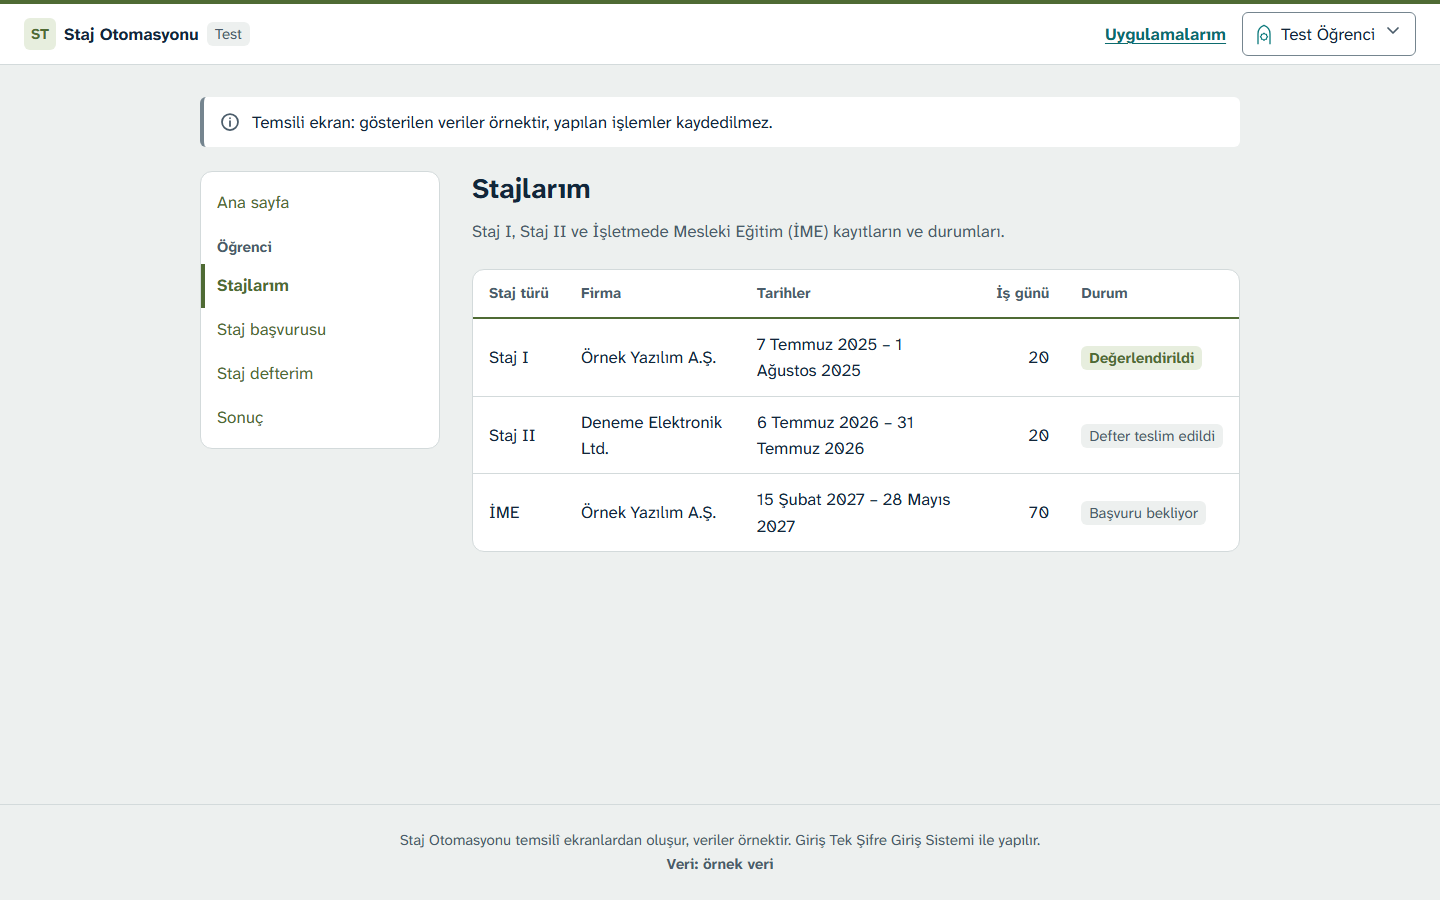 ST Staj Otomasyonu Test
Uygulamalarım Test Öğrenci
Temsili ekran: gösterilen veriler örnektir, yapılan işlemler kaydedilmez.
Ana sayfa
Öğrenci
Stajlarım
Staj başvurusu
Staj defterim
Sonuç
Stajlarım
Staj I, Staj II ve İşletmede Mesleki Eğitim (İME) kayıtların ve durumları.
Staj türü Firma Tarihler İş günü Durum
Staj I Örnek Yazılım A.Ş. 7 Temmuz 2025 – 1 Ağustos 2025 20 Değerlendirildi
Staj II Deneme Elektronik Ltd. 6 Temmuz 2026 – 31 Temmuz 2026 20 Defter teslim edildi
İME Örnek Yazılım A.Ş. 15 Şubat 2027 – 28 Mayıs 2027 70 Başvuru bekliyor
Staj Otomasyonu temsilî ekranlardan oluşur, veriler örnektir. Giriş Tek Şifre Giriş Sistemi ile yapılır.
Veri: örnek veri